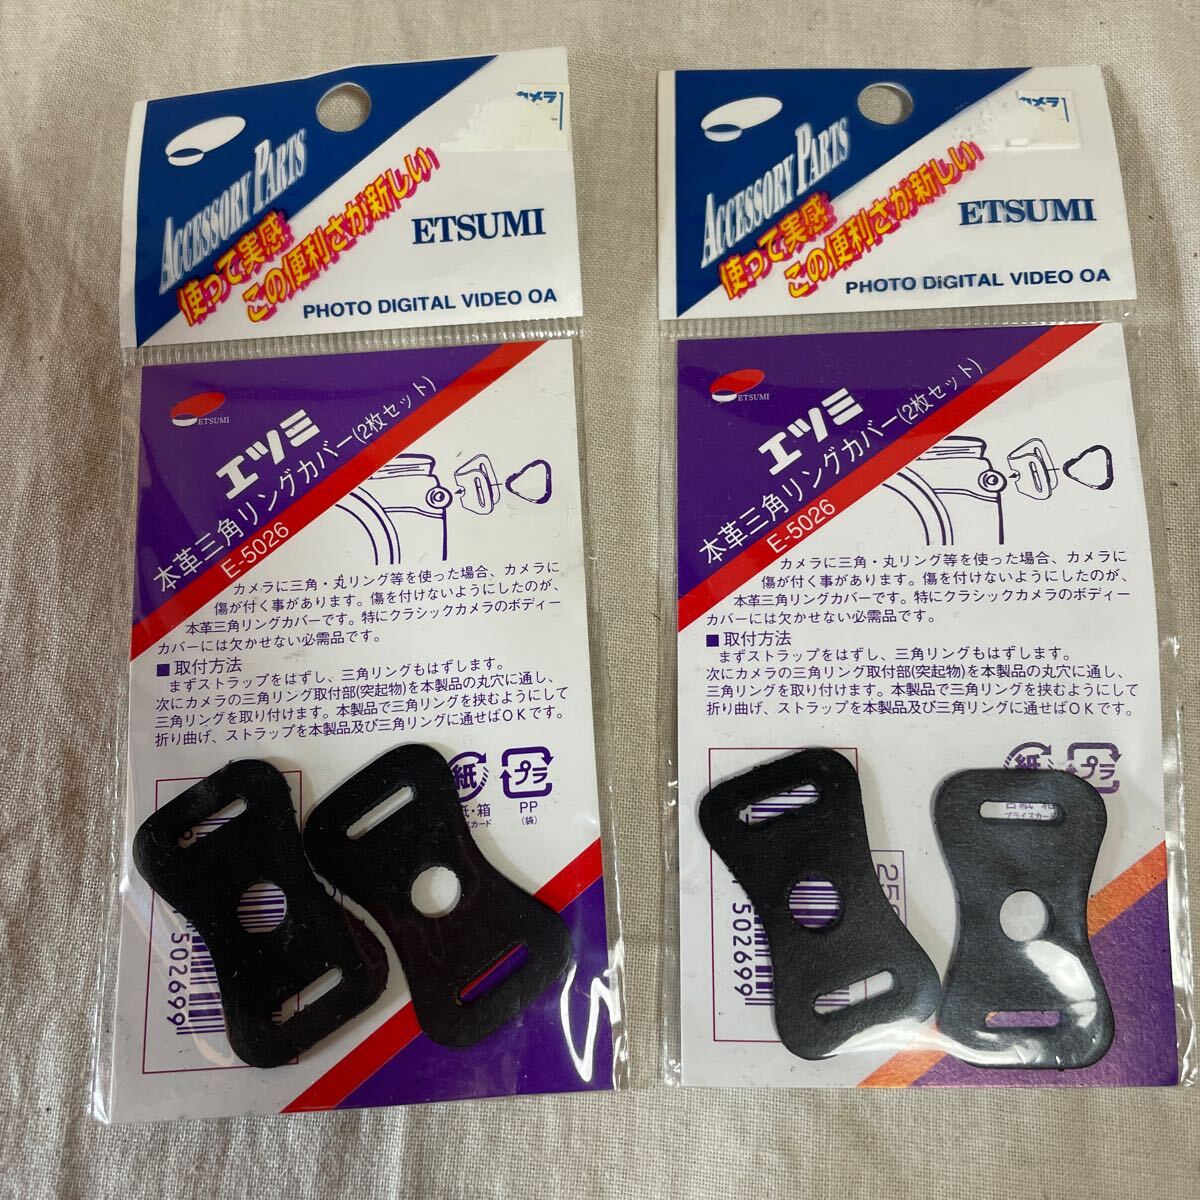 カメラ
ACCESSORY PARTS
使って実感
この便利さが新しい
ETSUMI
PHOTO DIGITAL VIDEO OA
ETSUMI
エツミ
本革三角リングカバー(2枚セット)
E-5026
カメラに三角・丸リング等を使った場合、カメラに
傷が付く事があります。傷を付けないようにしたのが、
本革三角リングカバーです。特にクラシックカメラのボディー
カバーには欠かせない必需品です。
■取付方法
まずストラップをはずし、三角リングもはずします。
次にカメラの三角リング取付部(突起物)を本製品の丸穴に通し、
三角リングを取り付けます。本製品で三角リングを挟むようにして
折り曲げ、ストラップを本製品及び三角リングに通せばOKです。
紙
プラ
紙・箱
PP
(袋)
502699
カメラ
ACCESSORY PARTS
使って実感
この便利さが新しい
ETSUMI
PHOTO DIGITAL VIDEO OA
ETSUMI
エツミ
本革三角リングカバー(2枚セット)
E-5026
カメラに三角・丸リング等を使った場合、カメラに
傷が付く事があります。傷を付けないようにしたのが、
本革三角リングカバーです。特にクラシックカメラのボディー
カバーには欠かせない必需品です。
■取付方法
まずストラップをはずし、三角リングもはずします。
次にカメラの三角リング取付部(突起物)を本製品の丸穴に通し、
三角リングを取り付けます。本製品で三角リングを挟むようにして
折り曲げ、ストラップを本製品及び三角リングに通せばOKです。
紙
プラ
プライスカード
502699